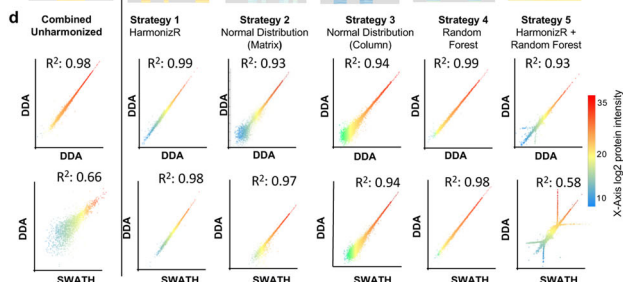 d
Combined
Unharmonized
Strategy 1
HarmonizR
Strategy 2
Normal Distribution
(Matrix)
Strategy 3
Normal Distribution
(Column)
Strategy 4
Random
Forest
Strategy 5
HarmonizR +
Random Forest
R²: 0.98
R²: 0.99
R²: 0.93
R²: 0.94
R²: 0.99
R²: 0.93
DDA
DDA
DDA
DDA
DDA
DDA
DDA
DDA
DDA
DDA
DDA
DDA
R²: 0.66
R²: 0.98
R²: 0.97
R²: 0.94
R²: 0.98
R²: 0.58
DDA
DDA
DDA
DDA
DDA
DDA
SWATH
SWATH
SWATH
SWATH
SWATH
SWATH
35
20
10
X-Axis log2 protein intensity